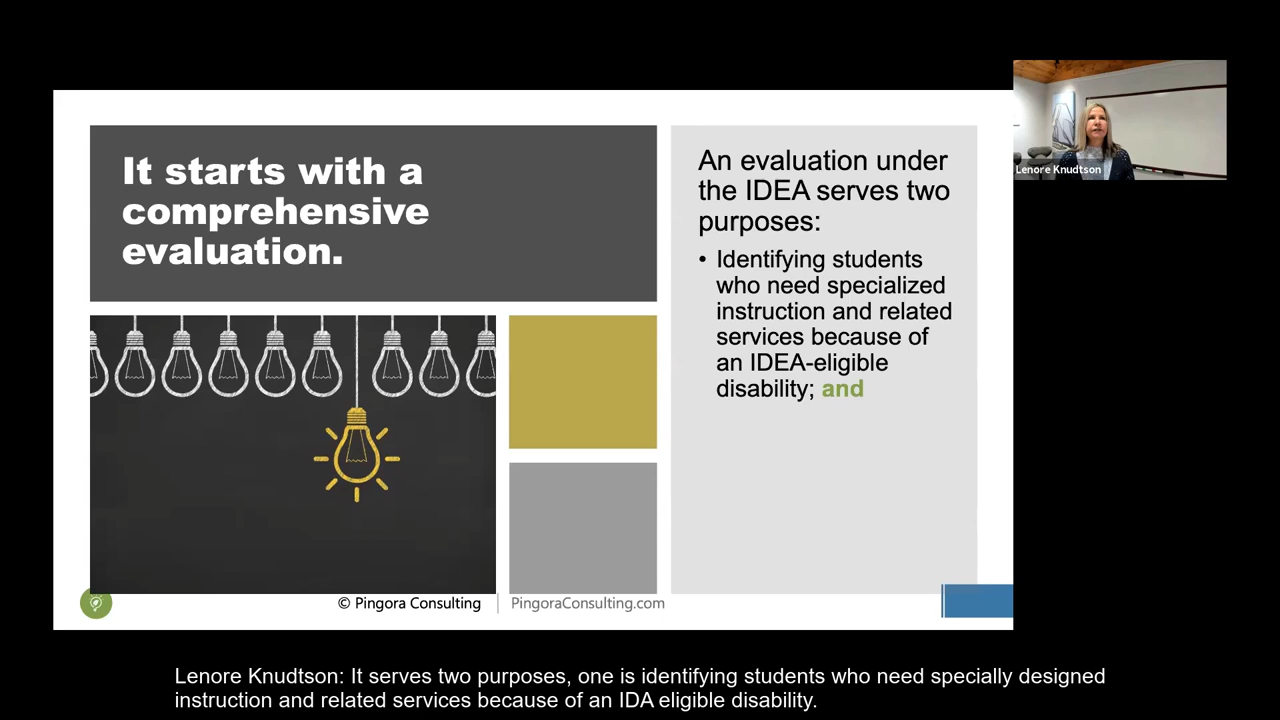 It starts with a
comprehensive
evaluation.
An evaluation under
the IDEA serves two
purposes:
• Identifying students
who need specialized
instruction and related
services because of
an IDEA-eligible
disability; and
© Pingora Consulting
PingoraConsulting.com
Lenore Knudtson
Lenore Knudtson: It serves two purposes, one is identifying students who need specially designed
instruction and related services because of an IDA eligible disability.